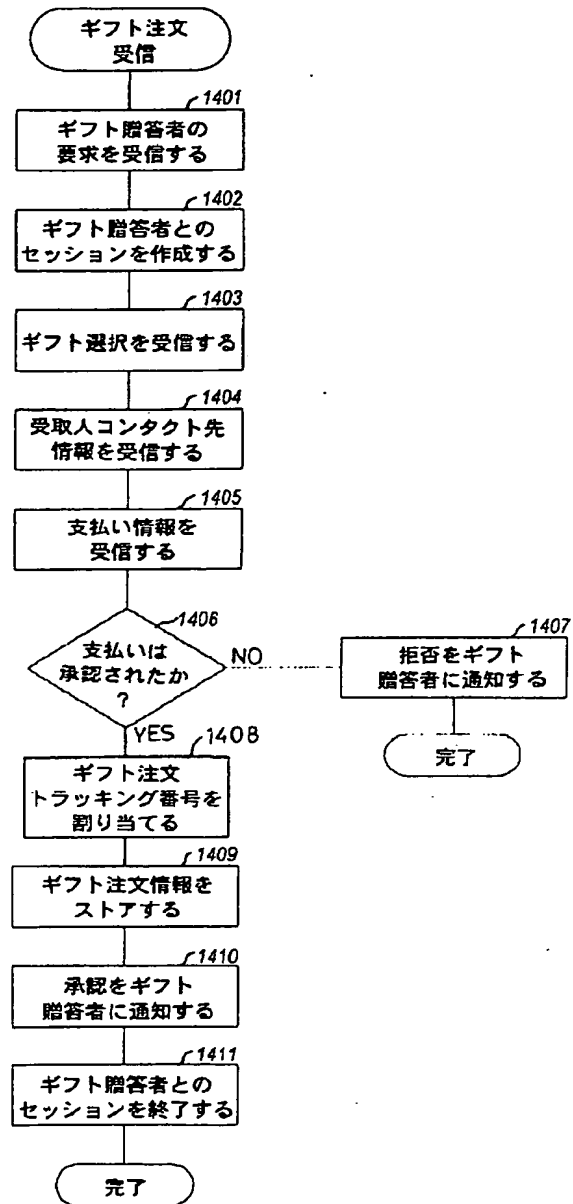 ギフト注文
受信
1401
ギフト贈答者の
要求を受信する
1402
ギフト贈答者との
セッションを作成する
1403
ギフト選択を受信する
1404
受取人コンタクト先
情報を受信する
1405
支払い情報を
受信する
1406
支払いは
承認されたか
?
NO
1407
拒否をギフト
贈答者に通知する
完了
YES
1408
ギフト注文
トラッキング番号を
割り当てる
1409
ギフト注文情報を
ストアする
1410
承認をギフト
贈答者に通知する
1411
ギフト贈答者との
セッションを終了する
完了